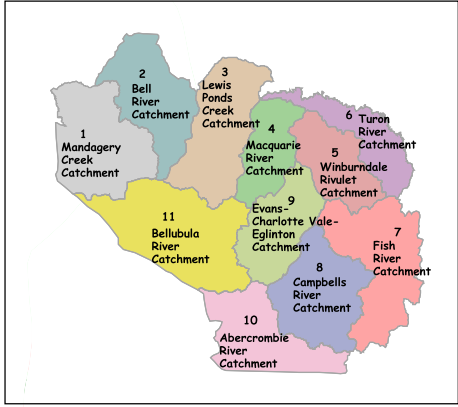 1
Mandagery
Creek
Catchment
2
Bell
River
Catchment
3
Lewis
Ponds
Creek
Catchment
4
Macquarie
River
Catchment
5
Winburndale
Rivulet
Catchment
6
Turon
River
Catchment
7
Fish
River
Catchment
8
Campbells
River
Catchment
9
Evans-
Charlotte Vale-
Eglinton
Catchment
10
Abercrombie
River
Catchment
11
Bellubula
River
Catchment